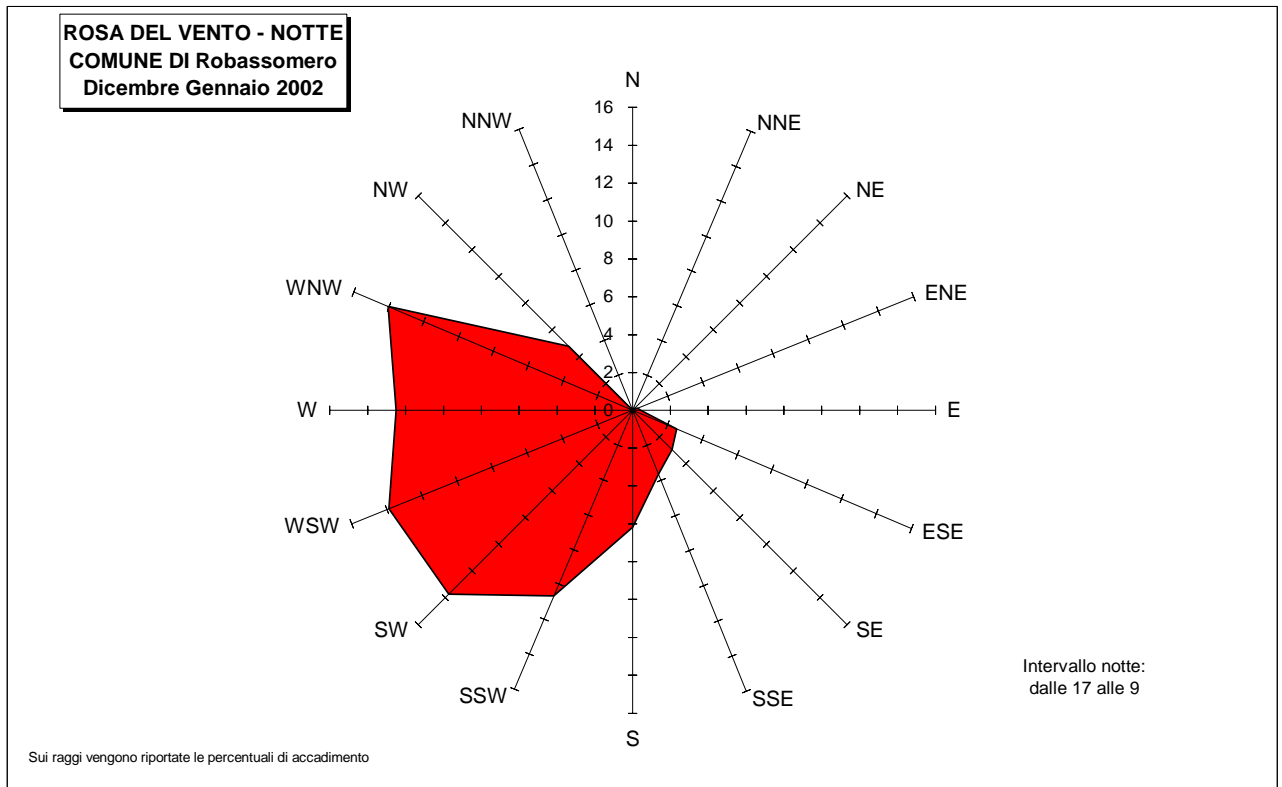 ROSA DEL VENTO - NOTTE
COMUNE DI Robassomero
Dicembre Gennaio 2002
N
16
NNW
NNE
14
12
NW
NE
10
8
6
WNW
ENE
4
2
W
0
E
WSW
ESE
SW
SE
SSW
SSE
S
Intervallo notte:
dalle 17 alle 9
Sui raggi vengono riportate le percentuali di accadimento